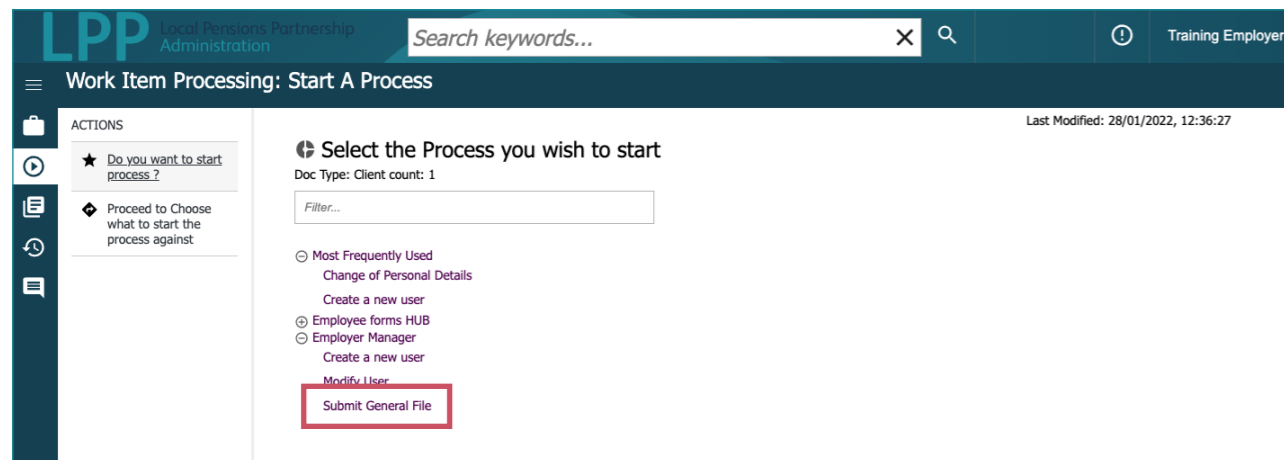 LPP Local Pensions Partnership
Administration
Search keywords...
Training Employer
Work Item Processing: Start A Process
ACTIONS
Do you want to start
process ?
Proceed to Choose
what to start the
process against
Last Modified: 28/01/2022, 12:36:27
Select the Process you wish to start
Doc Type: Client count: 1
Filter...
Most Frequently Used
Change of Personal Details
Create a new user
Employee forms HUB
Employer Manager
Create a new user
Modify User
Submit General File